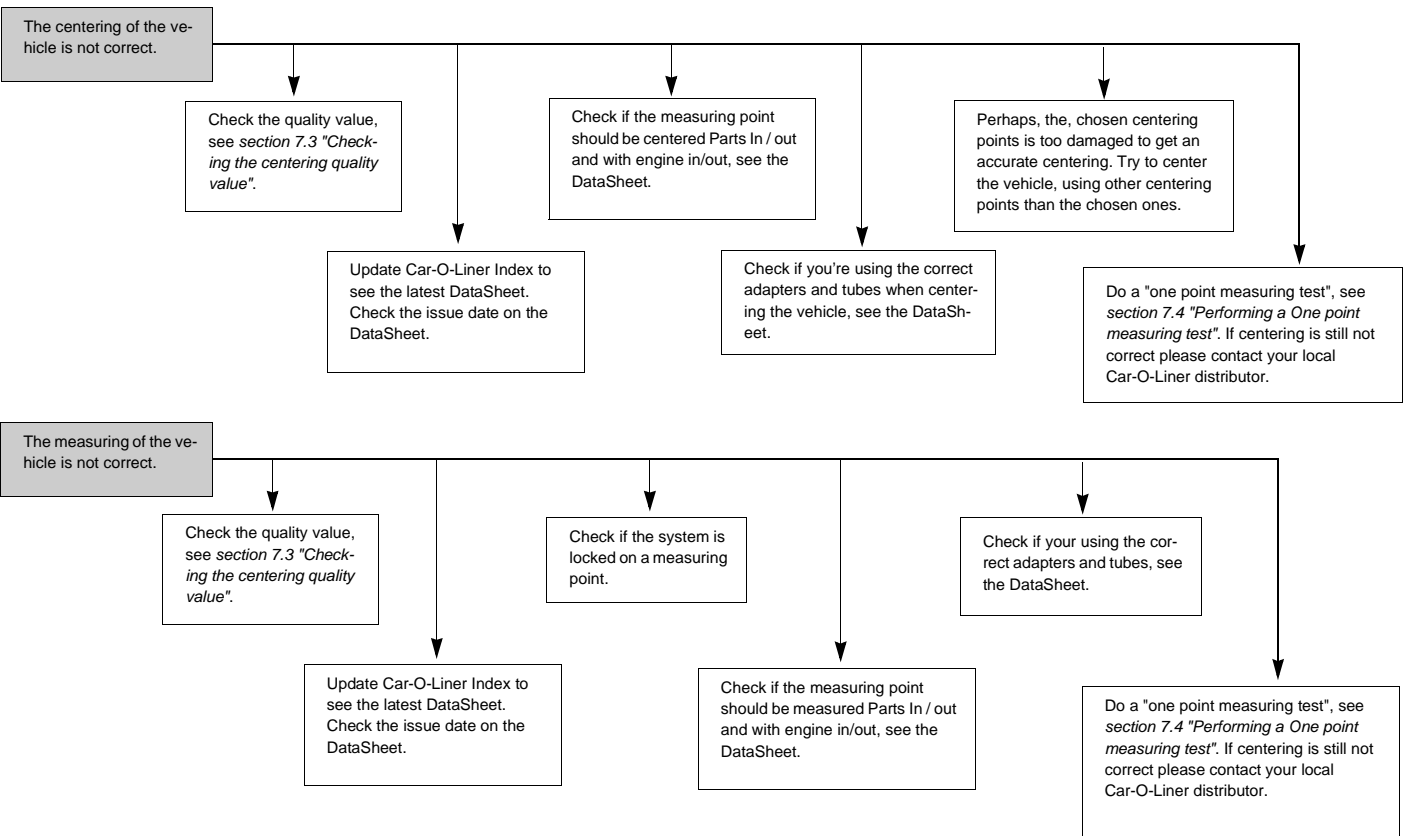 The centering of the ve-
hicle is not correct.
Check the quality value,
see section 7.3 "Check-
ing the centering quality
value".
Update Car-O-Liner Index to
see the latest DataSheet.
Check the issue date on the
DataSheet.
Check if the measuring point
should be centered Parts In / out
and with engine in/out, see the
DataSheet.
Check if you're using the correct
adapters and tubes when center-
ing the vehicle, see the DataSh-
eet.
Perhaps, the, chosen centering
points is too damaged to get an
accurate centering. Try to center
the vehicle, using other centering
points than the chosen ones.
Do a "one point measuring test", see
section 7.4 "Performing a One point
measuring test". If centering is still not
correct please contact your local
Car-O-Liner distributor.
The measuring of the ve-
hicle is not correct.
Check the quality value,
see section 7.3 "Check-
ing the centering quality
value".
Update Car-O-Liner Index to
see the latest DataSheet.
Check the issue date on the
DataSheet.
Check if the system is
locked on a measuring
point.
Check if the measuring point
should be measured Parts In / out
and with engine in/out, see the
DataSheet.
Check if your using the cor-
rect adapters and tubes, see
the DataSheet.
Do a "one point measuring test", see
section 7.4 "Performing a One point
measuring test". If centering is still not
correct please contact your local
Car-O-Liner distributor.